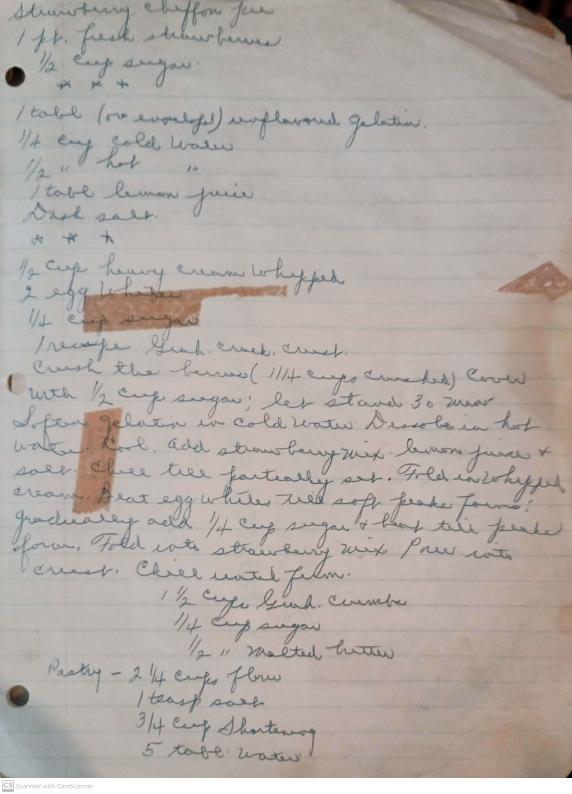 Strawberry chiffon pie
1 pt. fresh strawberries
1/2 cup sugar.
* * *
1 tabl (or envelope) unflavoured gelatin.
1/4 cup cold water
1/2 " hot "
1 tabl lemon juice
Dash salt.
* * *
1/2 cup heavy cream whipped
2 egg whites
1/4 cup sugar
1 recipe Grah. crack. crust.
Crush the berries (1 1/4 cups crushed) Cover
with 1/2 cup sugar; let stand 30 min
Soften gelatin in cold water. Dissolve in hot
water. Cool. add strawberry mix lemon juice +
salt. Chill till partially set. Fold in whipped
cream. Beat egg whites till soft peaks form;
gradually add 1/4 cup sugar + beat till peaks
form. Fold into strawberry mix Pour into
crust. Chill until firm.
1 1/2 cups Grah. crumbs
1/4 cup sugar
1/2 " Malted butter
Pastry - 2 1/4 cups flour
1 teasp salt
3/4 cup Shortening
5 tabl. water
CS Scanned with CamScanner